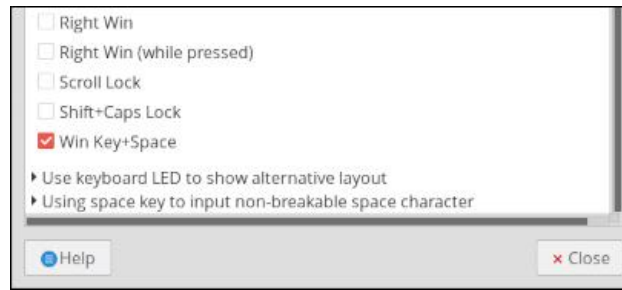 Right Win
Right Win (while pressed)
Scroll Lock
Shift+Caps Lock
Win Key+Space
Use keyboard LED to show alternative layout
Using space key to input non-breakable space character
Help
Close